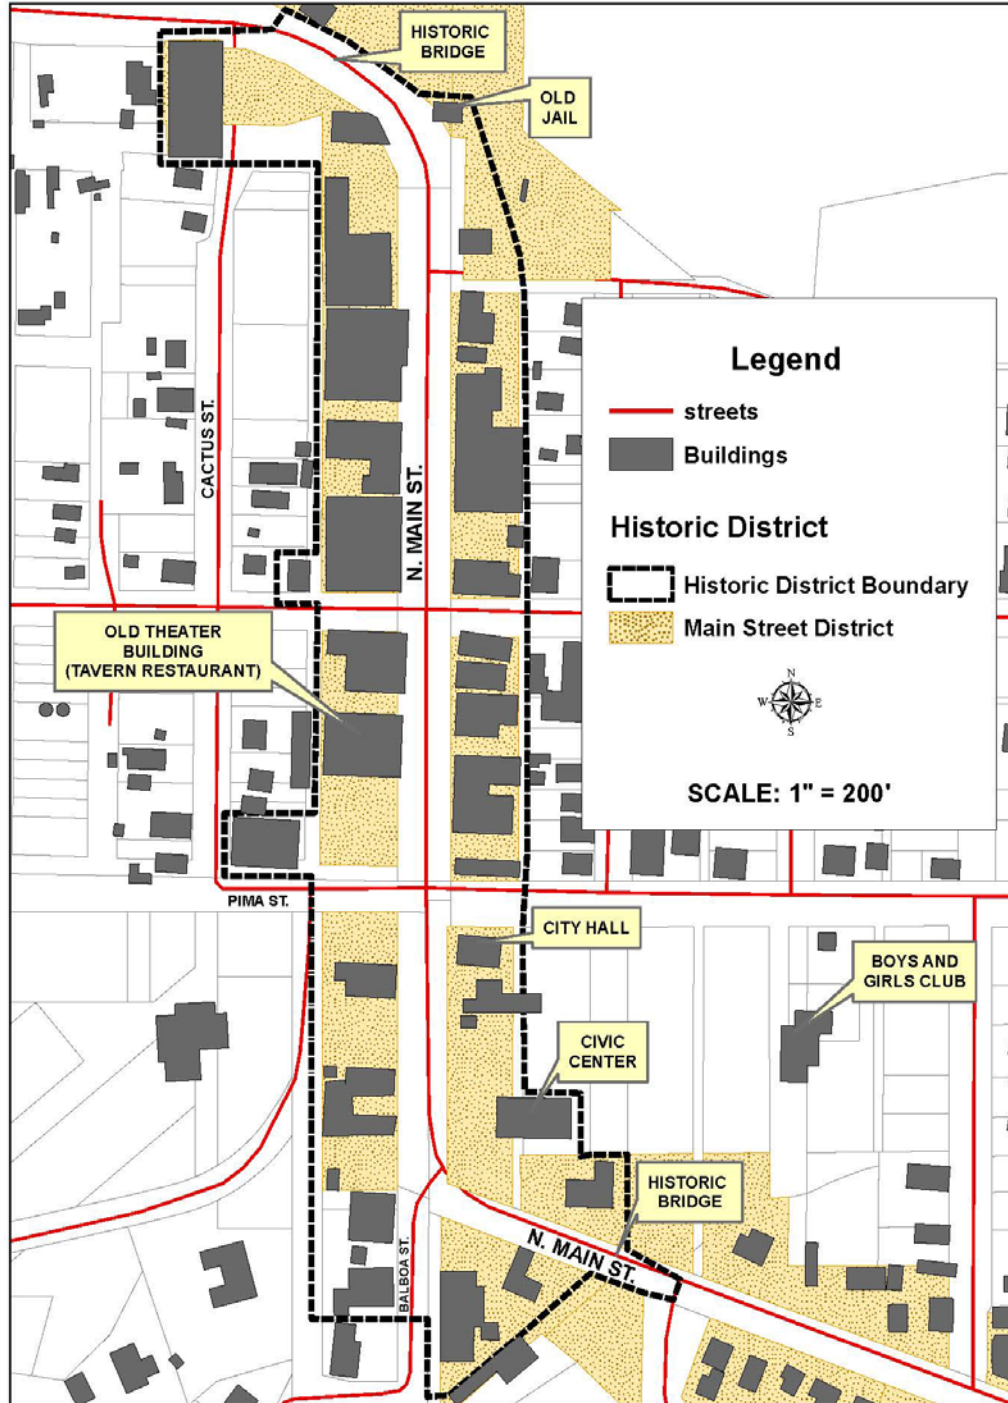 HISTORIC
BRIDGE
OLD
JAIL
Legend
streets
Buildings
Historic District
Historic District Boundary
Main Street District
N
W
E
S
SCALE: 1" = 200'
CACTUS ST.
N. MAIN ST.
OLD THEATER
BUILDING
(TAVERN RESTAURANT)
PIMA ST.
CITY HALL
BOYS AND
GIRLS CLUB
CIVIC
CENTER
HISTORIC
BRIDGE
N. MAIN ST.
BALBOA ST.